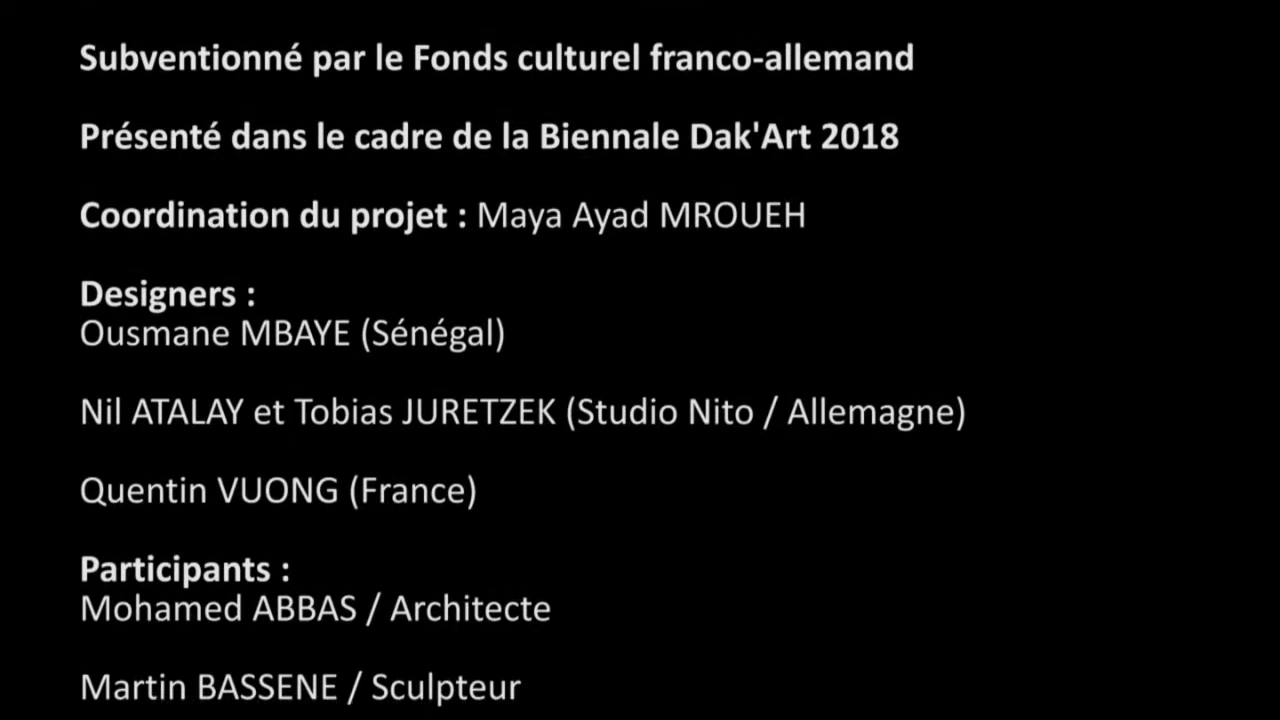 Subventionné par le Fonds culturel franco-allemand
Présenté dans le cadre de la Biennale Dak'Art 2018
Coordination du projet : Maya Ayad MROUEH
Designers :
Ousmane MBAYE (Sénégal)
Nil ATALAY et Tobias JURETZEK (Studio Nito / Allemagne)
Quentin VUONG (France)
Participants :
Mohamed ABBAS / Architecte
Martin BASSENE / Sculpteur